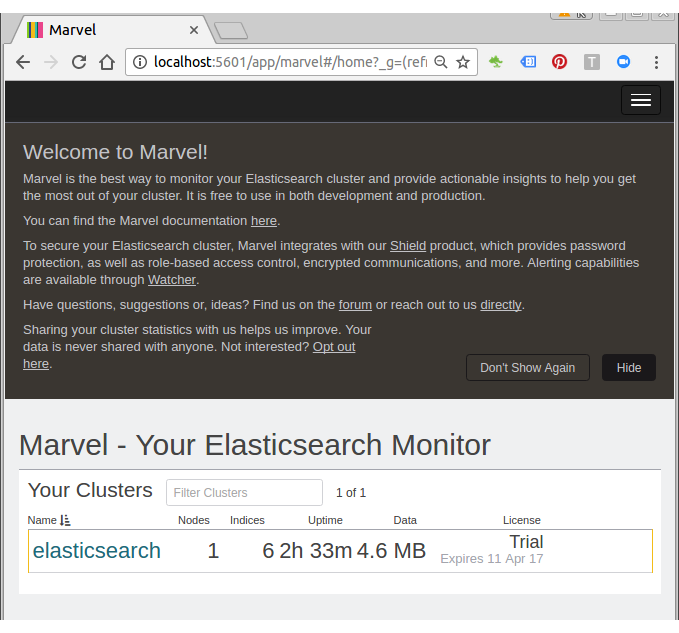 Marvel
localhost:5601/app/marvel#/home?_g=(refr
Welcome to Marvel!
Marvel is the best way to monitor your Elasticsearch cluster and provide actionable insights to help you get
the most out of your cluster. It is free to use in both development and production.
You can find the Marvel documentation here.
To secure your Elasticsearch cluster, Marvel integrates with our Shield product, which provides password
protection, as well as role-based access control, encrypted communications, and more. Alerting capabilities
are available through Watcher.
Have questions, suggestions or, ideas? Find us on the forum or reach out to us directly.
Sharing your cluster statistics with us helps us improve. Your
data is never shared with anyone. Not interested? Opt out
here.
Don't Show Again Hide
Marvel - Your Elasticsearch Monitor
Your Clusters Filter Clusters 1 of 1
Name Nodes Indices Uptime Data License
elasticsearch 1 6 2h 33m 4.6 MB Trial
Expires 11 Apr 17